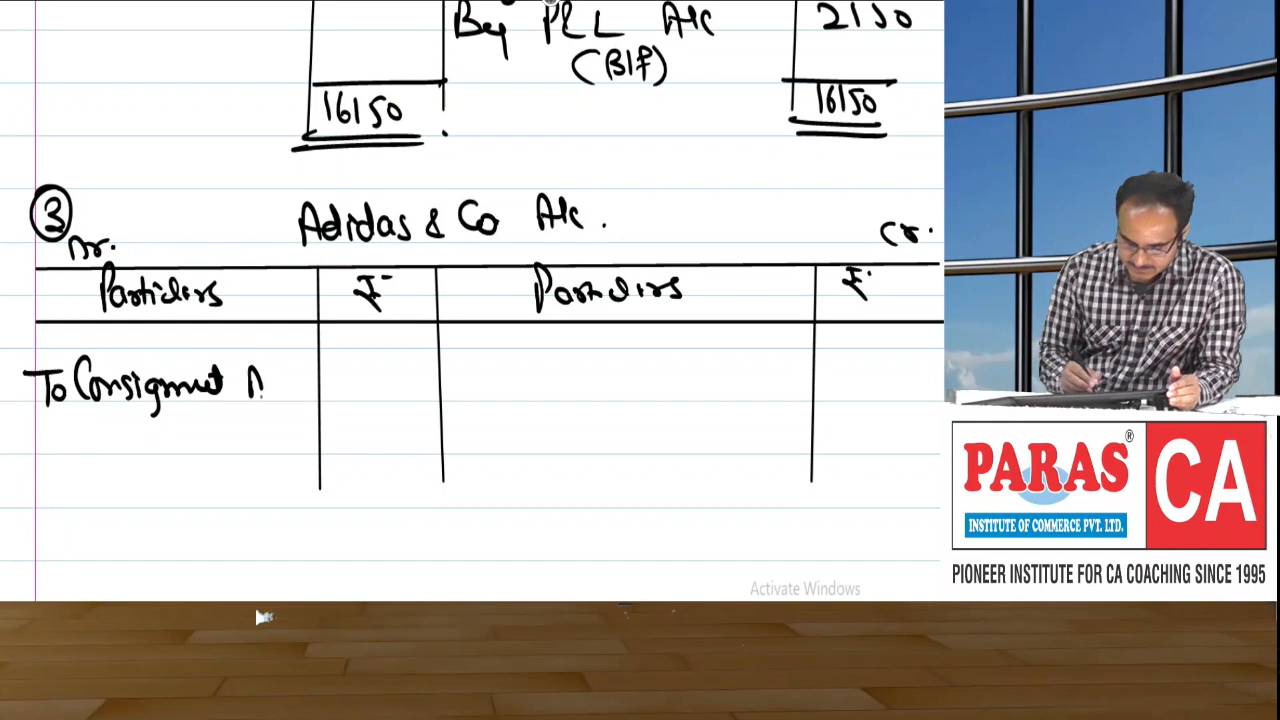 By P&L A/c 2150
(B/F)
16150 16150
3 Adidas & Co A/c.
Dr. Cr.
Particulars ₹ Particulars ₹
To Consignment A
PARAS®
INSTITUTE OF COMMERCE PVT. LTD.
CA
PIONEER INSTITUTE FOR CA COACHING SINCE 1995
Activate Windows